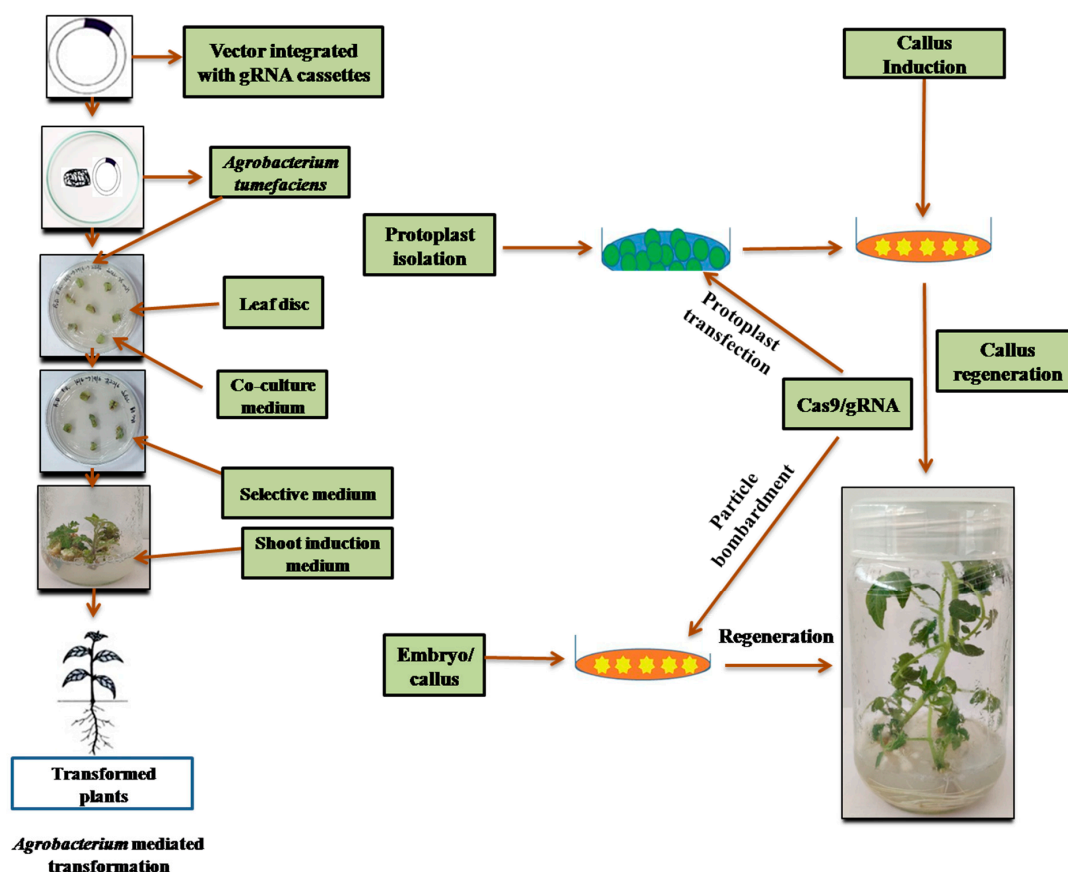 Vector integrated
with gRNA cassettes
Agrobacterium
tumefaciens
Leaf disc
Co-culture
medium
Selective medium
Shoot induction
medium
Transformed
plants
Agrobacterium mediated
transformation
Callus
Induction
Protoplast
isolation
Protoplast
transfection
Callus
regeneration
Cas9/gRNA
Particle
bombardment
Embryo/
callus
Regeneration